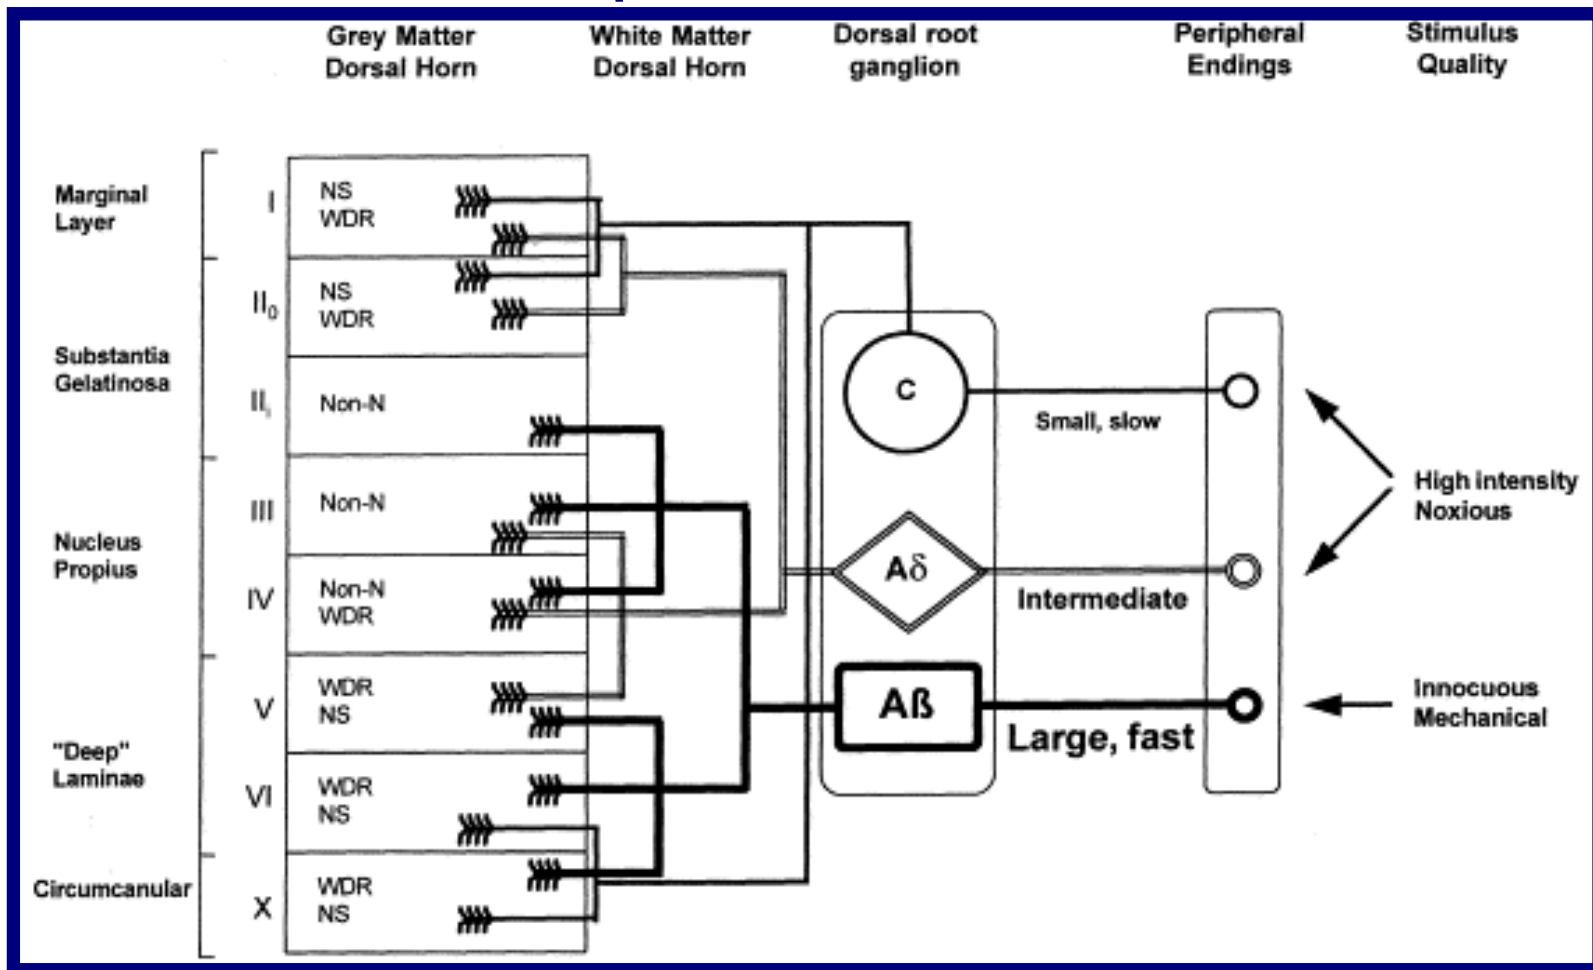 Grey Matter
Dorsal Horn
White Matter
Dorsal Horn
Dorsal root
ganglion
Peripheral
Endings
Stimulus
Quality
Marginal
Layer
I
NS
WDR
II₀
NS
WDR
Substantia
Gelatinosa
IIᵢ
Non-N
III
Non-N
Nucleus
Propius
IV
Non-N
WDR
V
WDR
NS
"Deep"
Laminae
VI
WDR
NS
Circumcanular
X
WDR
NS
C
Small, slow
Aδ
Intermediate
Aß
Large, fast
High intensity
Noxious
Innocuous
Mechanical